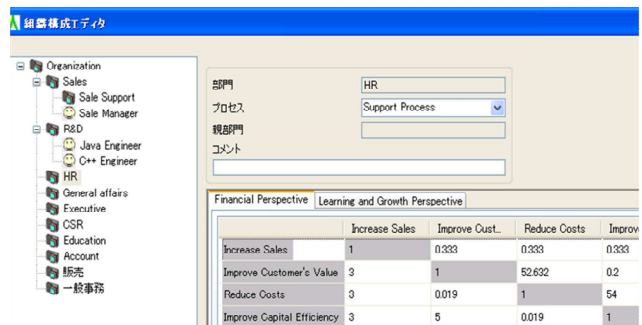 組織構成エディタ
Organization
Sales
Sale Support
Sale Manager
R&D
Java Engineer
C++ Engineer
HR
General affairs
Executive
CSR
Education
Account
販売
一般事務
部門 HR
プロセス Support Process
親部門
コメント
Financial Perspective Learning and Growth Perspective
Increase Sales Improve Cust... Reduce Costs Improv
Increase Sales 1 0.333 0.333 0.333
Improve Customer's Value 3 1 52.632 0.2
Reduce Costs 3 0.019 1 54
Improve Capital Efficiency 3 5 0.019 1